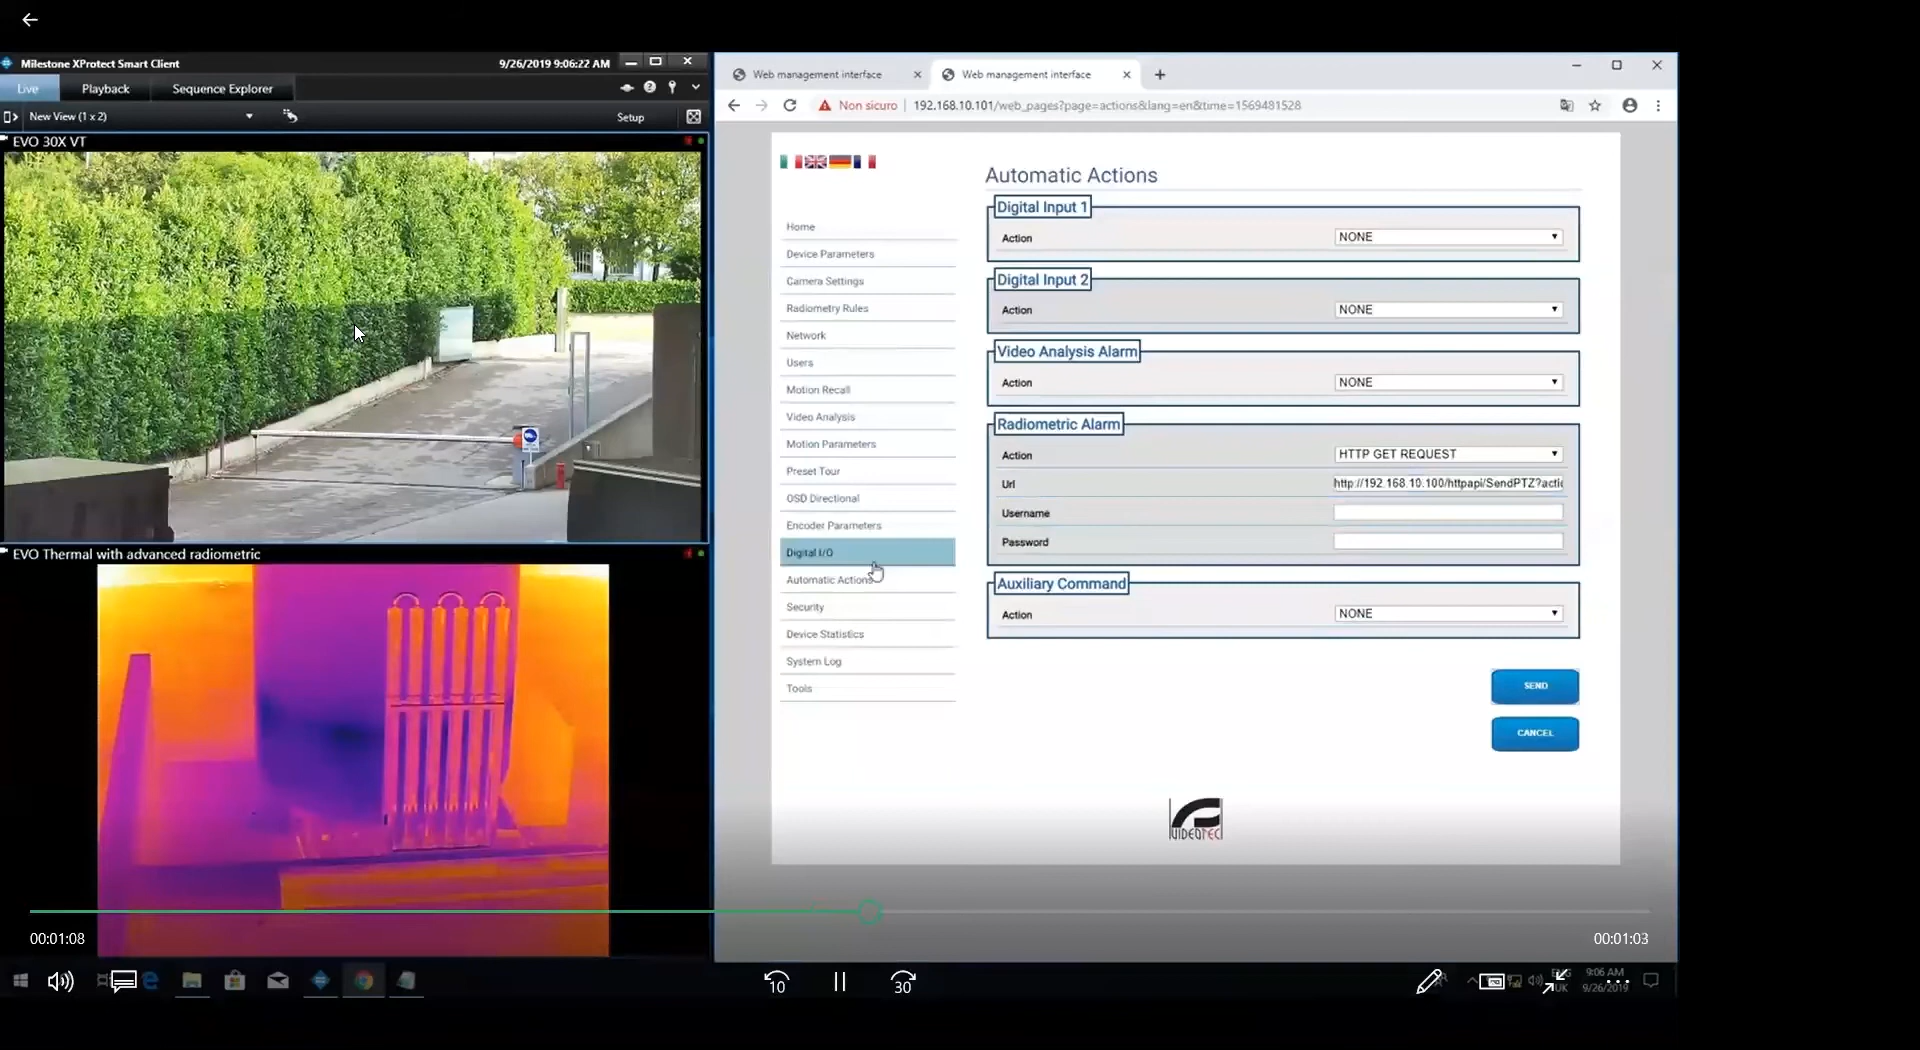 Milestone XProtect Smart Client
9/26/2019 9:06:22 AM
Live
Playback
Sequence Explorer
New View (1 x 2)
Setup
EVO 30X VT
EVO Thermal with advanced radiometric
Web management interface
Web management interface
Non sicuro
192.168.10.101/web_pages?page=actions&lang=en&time=1569481528
Home
Device Parameters
Camera Settings
Radiometry Rules
Network
Users
Motion Recall
Video Analysis
Motion Parameters
Preset Tour
OSD Directional
Encoder Parameters
Digital I/O
Automatic Actions
Security
Device Statistics
System Log
Tools
Automatic Actions
Digital Input 1
Action
NONE
Digital Input 2
Action
NONE
Video Analysis Alarm
Action
NONE
Radiometric Alarm
Action
HTTP GET REQUEST
Url
http://192.168.10.100/httpapi/SendPTZ?actio
Username
Password
Auxiliary Command
Action
NONE
SEND
CANCEL
VIDEOTEC
00:01:08
00:01:03
10
30
UK
9:06 AM
9/26/2019